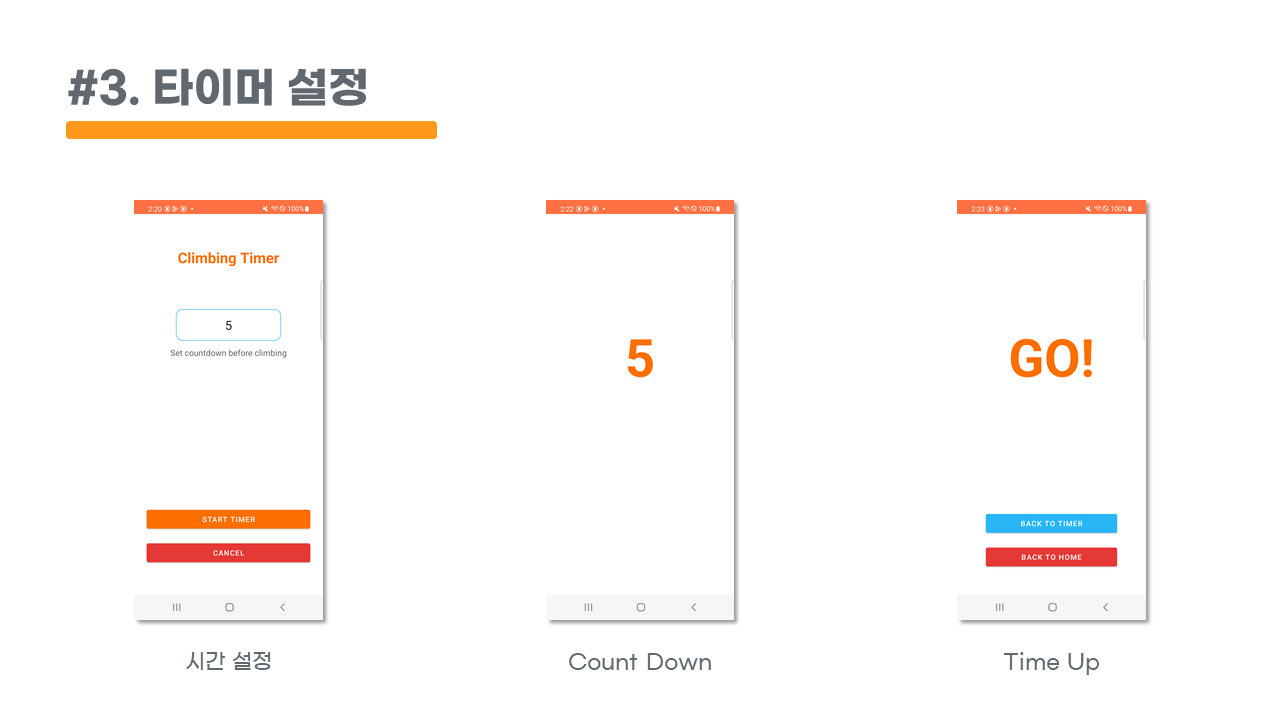 #3. 타이머 설정
2:20 100%
Climbing Timer
5
Set countdown before climbing
START TIMER
CANCEL
시간 설정
2:22 100%
5
Count Down
2:23 100%
GO!
BACK TO TIMER
BACK TO HOME
Time Up